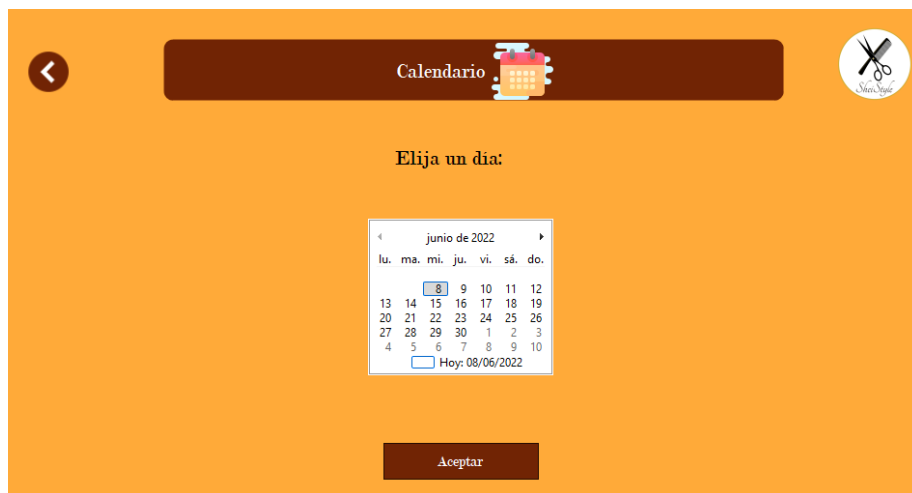 Calendario
SheiStyle
Elija un día:
junio de 2022
lu. ma. mi. ju. vi. sá. do.
8 9 10 11 12
13 14 15 16 17 18 19
20 21 22 23 24 25 26
27 28 29 30 1 2 3
4 5 6 7 8 9 10
Hoy: 08/06/2022
Aceptar